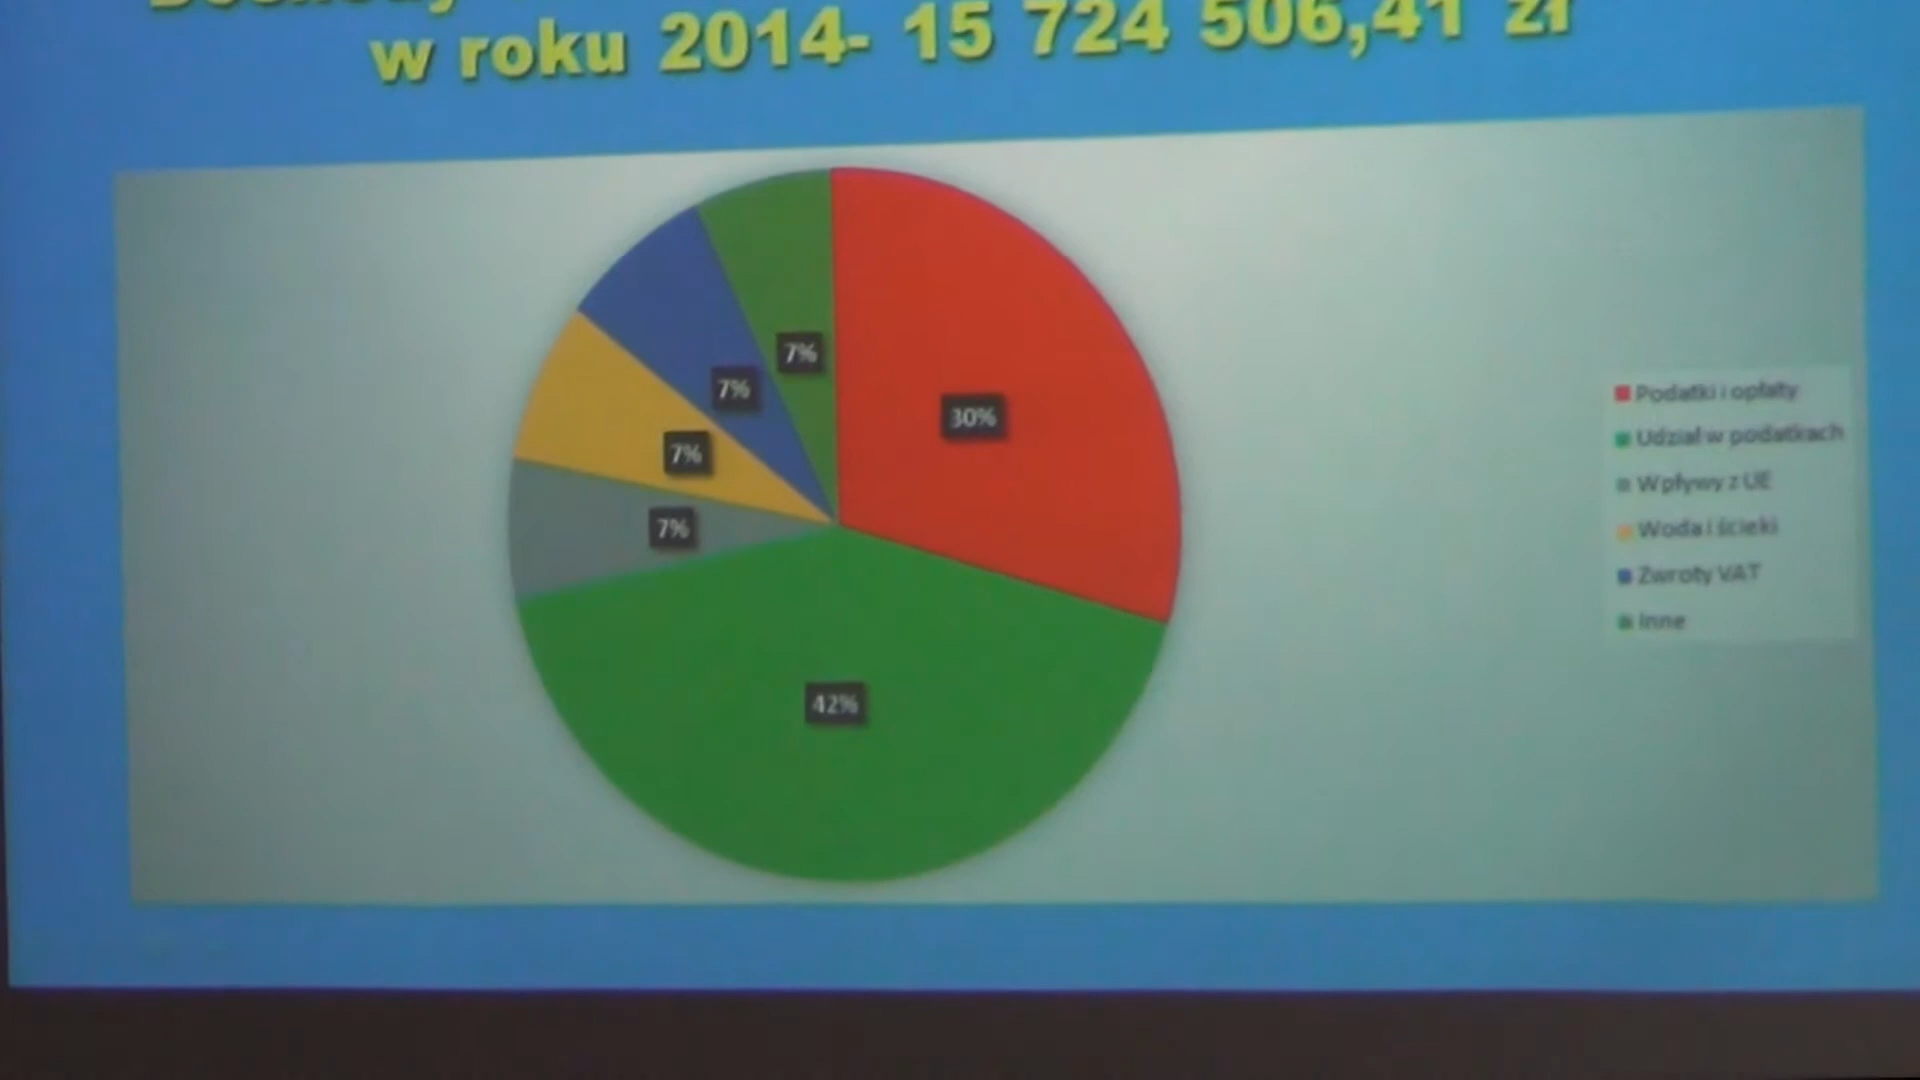 w roku 2014- 15 724 506,41 zł
7%
30%
7%
7%
7%
42%
Podatki i opłaty
Udział w podatkach
Wpływy z UE
Woda i ścieki
Zwroty VAT
Inne